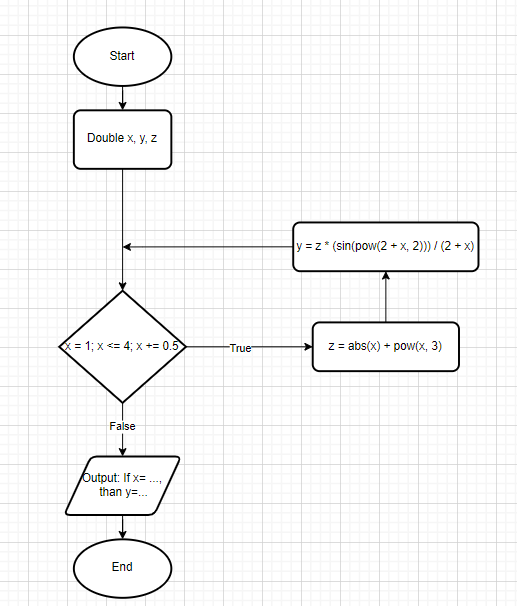 Start
Double x, y, z
y = z * (sin(pow(2 + x, 2))) / (2 + x)
x = 1; x <= 4; x += 0.5
True
z = abs(x) + pow(x, 3)
False
Output: If x= ...,
than y=...
End